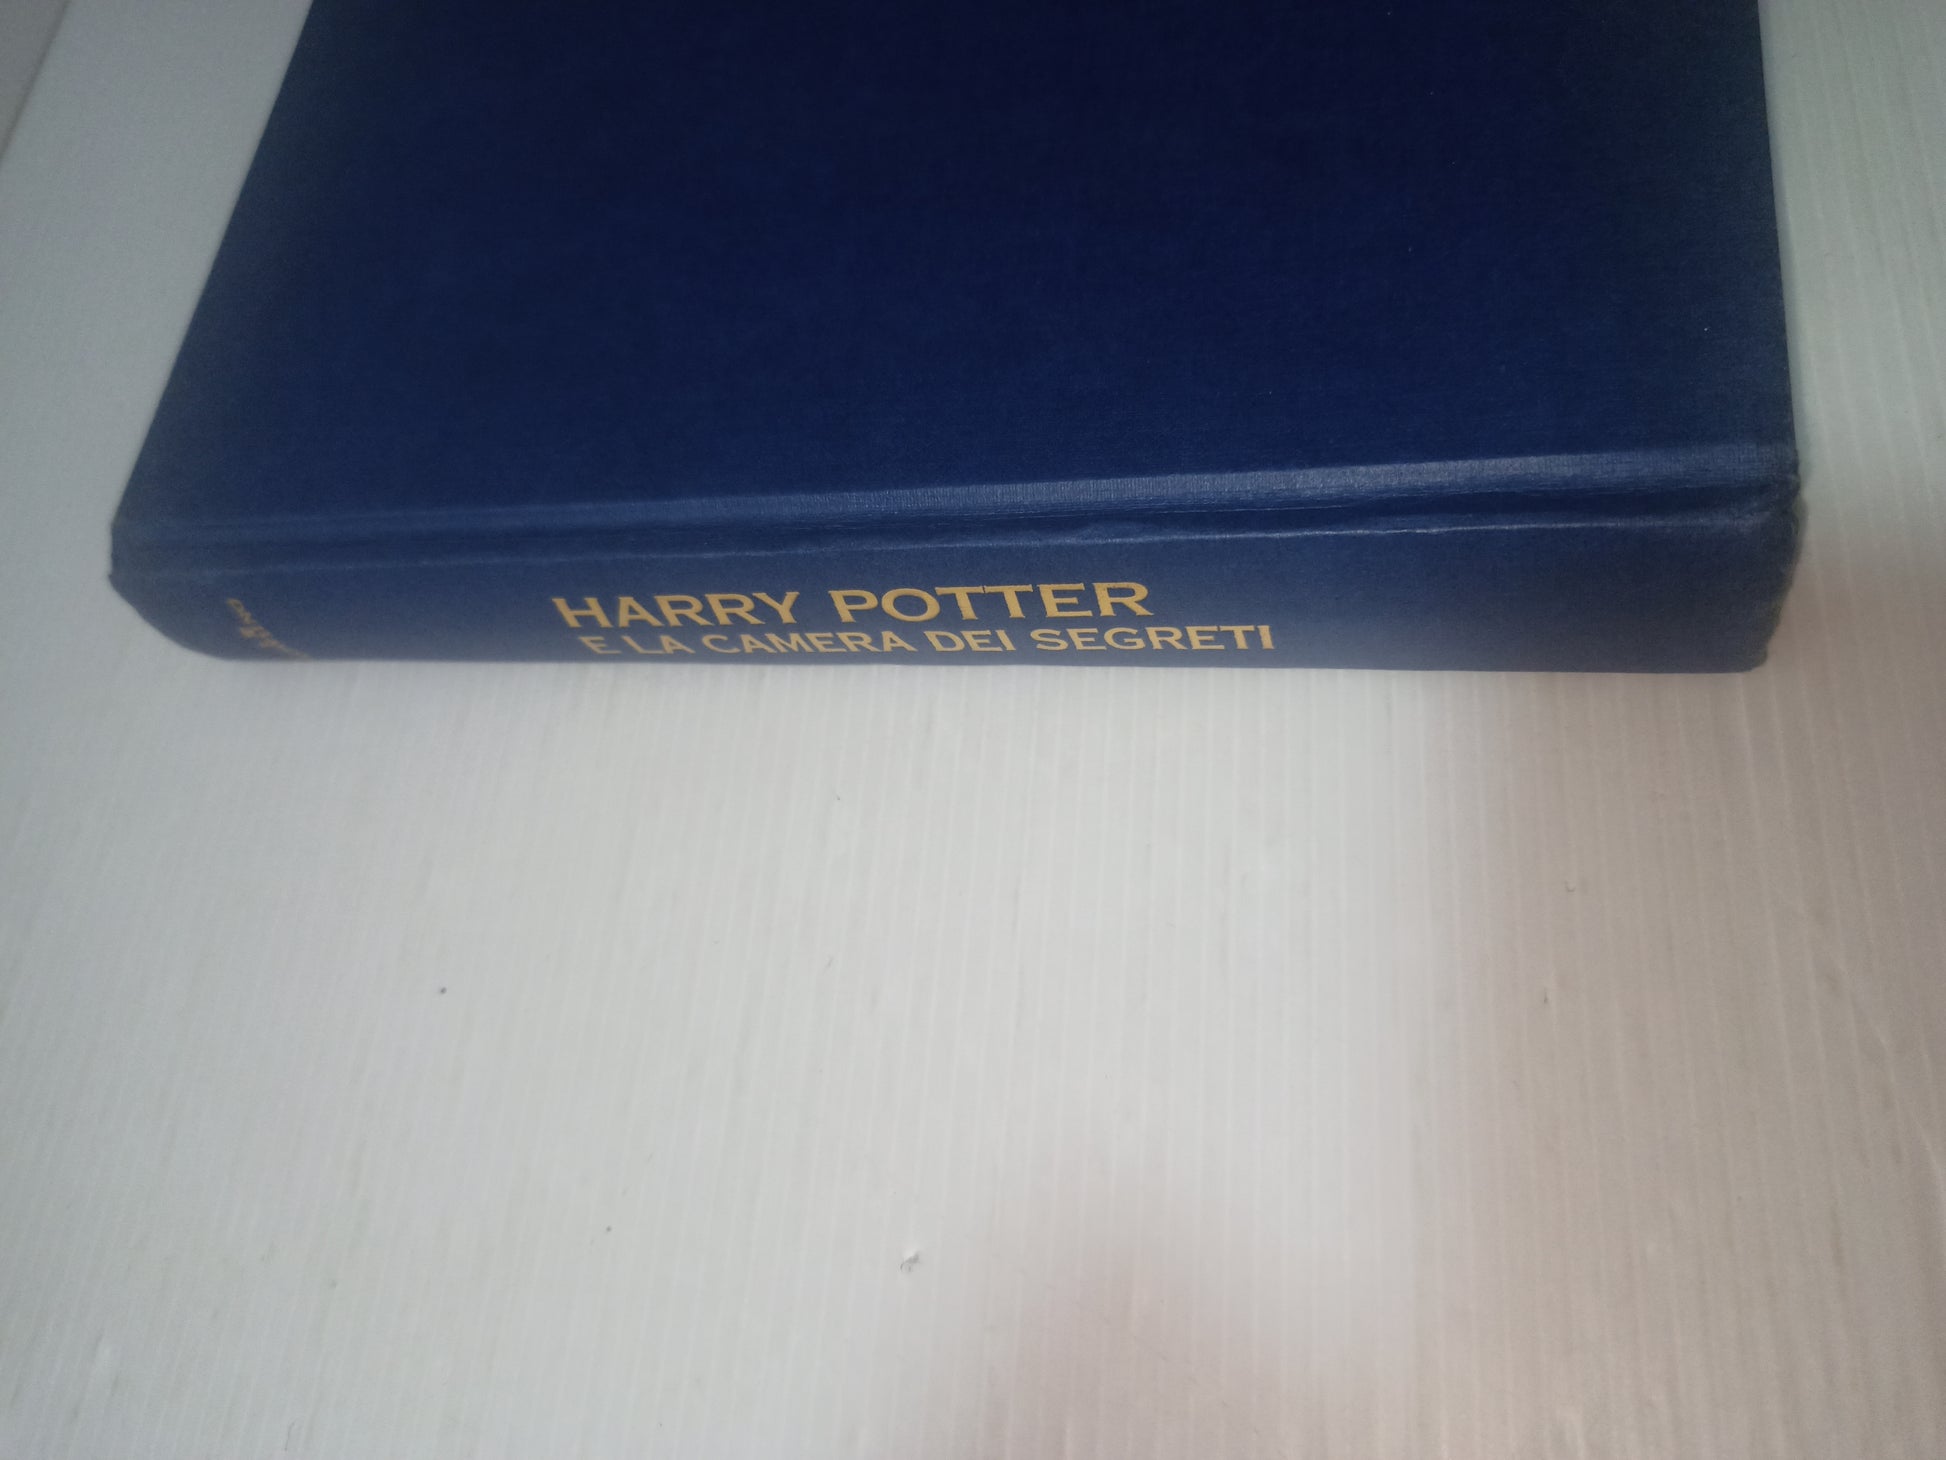 HARRY POTTER
E LA CAMERA DEI SEGRETI